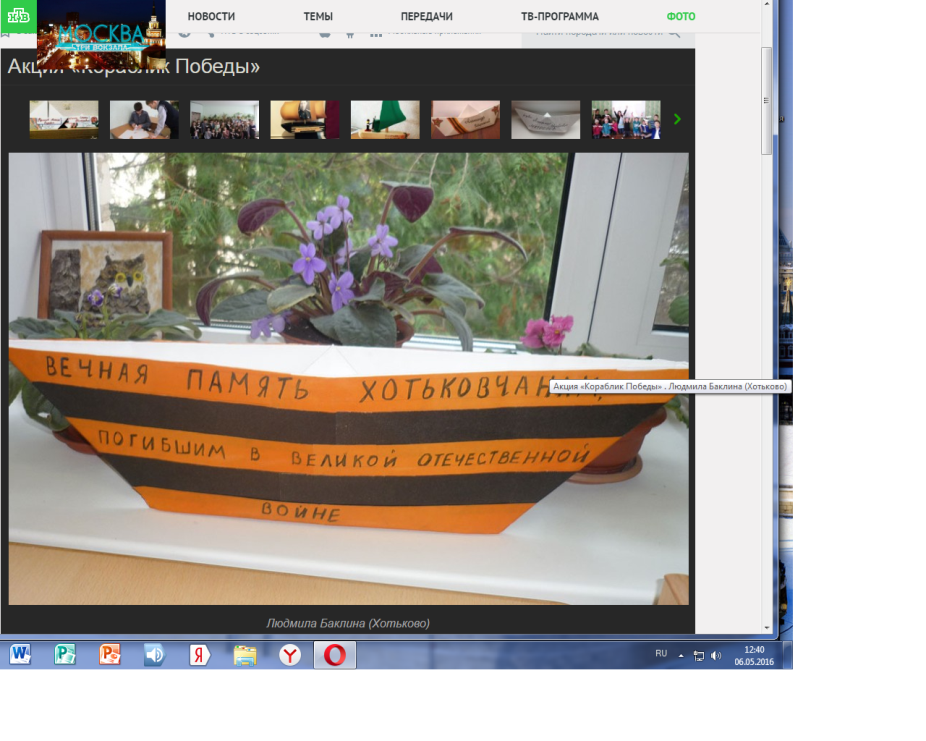 НТВ
МОСКВА
ТРИ ВОКЗАЛА
НОВОСТИ ТЕМЫ ПЕРЕДАЧИ ТВ-ПРОГРАММА ФОТО
Акция «Кораблик Победы»
ВЕЧНАЯ ПАМЯТЬ ХОТЬКОВЧАНАМ,
ПОГИБШИМ В ВЕЛИКОЙ ОТЕЧЕСТВЕННОЙ
ВОЙНЕ
Акция «Кораблик Победы» . Людмила Баклина (Хотьково)
Людмила Баклина (Хотьково)
RU
12:40
06.05.2016